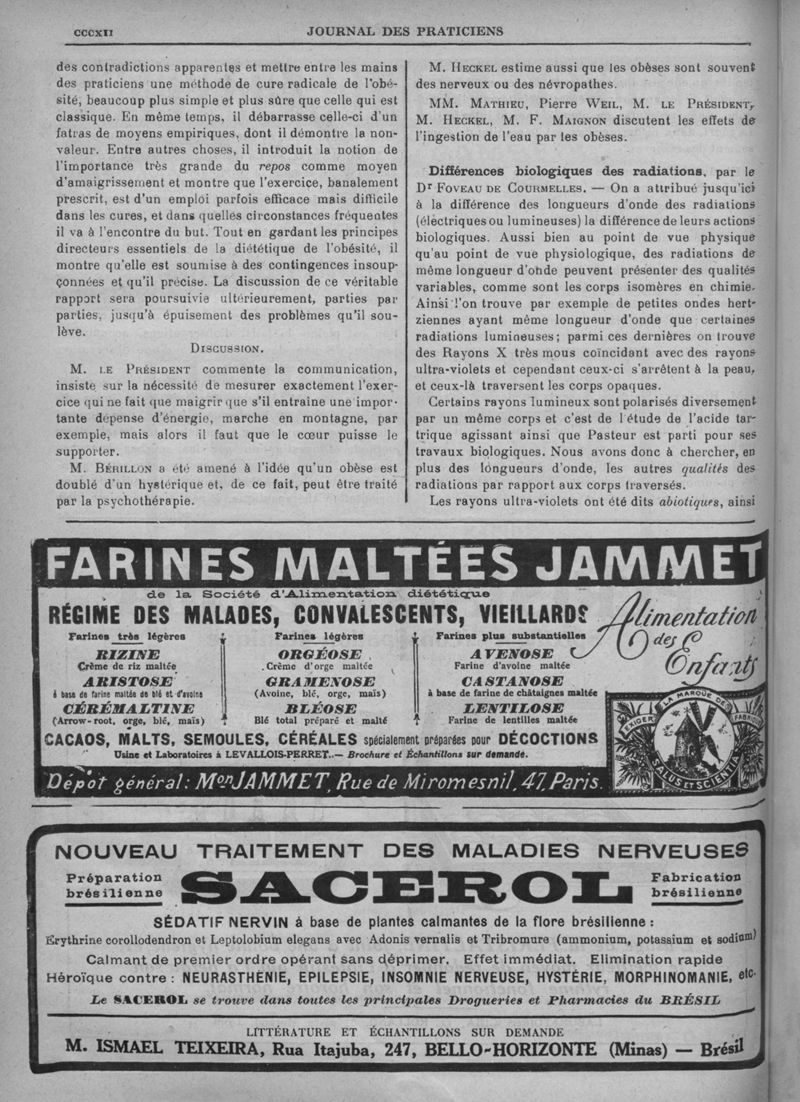 CCCXII
JOURNAL DES PRATICIENS
des contradictions apparentes et mettre entre les mains
des praticiens une méthode de cure radicale de l'obé-
sité, beaucoup plus simple et plus sûre que celle qui est
classique. En même temps, il débarrasse celle-ci d'un
fatras de moyens empiriques, dont il démontre la non-
valeur. Entre autres choses, il introduit la notion de
l'importance très grande du repos comme moyen
d'amaigrissement et montre que l'exercice, banalement
prescrit, est d'un emploi parfois efficace mais difficile
dans les cures, et dans quelles circonstances fréquentes
il va à l'encontre du but. Tout en gardant les principes
directeurs essentiels de la diététique de l'obésité, il
montre qu'elle est soumise à des contingences insoup-
çonnées et qu'il précise. La discussion de ce véritable
rapport sera poursuivie ultérieurement, parties par
parties, jusqu'à épuisement des problèmes qu'il sou-
lève.
DISCUSSION.
M. LE PRÉSIDENT commente la communication,
insiste sur la nécessité de mesurer exactement l'exer-
cice qui ne fait que maigrir que s'il entraine une impor-
tante dépense d'énergie, marche en montagne, par
exemple, mais alors il faut que le cœur puisse le
supporter.
M. BÉRILLON a été amené à l'idée qu'un obèse est
doublé d'un hystérique et, de ce fait, peut être traité
par la psychothérapie.
M. HECKEL estime aussi que les obèses sont souvent
des nerveux ou des névropathes.
MM. MATHIEU, Pierre WEIL, M. LE PRÉSIDENT,
M. HECKEL, M. F. MAIGNON discutent les effets de
l'ingestion de l'eau par les obèses.
Différences biologiques des radiations, par le
Dr FOVEAU DE COURMELLES. — On a attribué jusqu'ici
à la différence des longueurs d'onde des radiations
(électriques ou lumineuses) la différence de leurs actions
biologiques. Aussi bien au point de vue physique
qu'au point de vue physiologique, des radiations de
même longueur d'onde peuvent présenter des qualités
variables, comme sont les corps isomères en chimie.
Ainsi l'on trouve par exemple de petites ondes hert-
ziennes ayant même longueur d'onde que certaines
radiations lumineuses; parmi ces dernières on trouve
des Rayons X très mous coïncidant avec des rayons
ultra-violets et cependant ceux-ci s'arrêtent à la peau,
et ceux-là traversent les corps opaques.
Certains rayons lumineux sont polarisés diversement
par un même corps et c'est de l'étude de l'acide tar-
trique agissant ainsi que Pasteur est parti pour ses
travaux biologiques. Nous avons donc à chercher, en
plus des longueurs d'onde, les autres qualités des
radiations par rapport aux corps traversés.
Les rayons ultra-violets ont été dits abiotiques, ainsi
FARINES MALTÉES JAMMET
de la Société d'Alimentation diététique
RÉGIME DES MALADES, CONVALESCENTS, VIEILLARDS
Alimentation
des
Enfants
Farines très légères
RIZINE
Crème de riz maltée
ARISTOSE
à base de farine maltée de blé et d'avoine
CÉRÉMALTINE
(Arrow-root, orge, blé, maïs)
Farines légères
ORGÉOSE
Crème d'orge maltée
GRAMENOSE
(Avoine, blé, orge, maïs)
BLÉOSE
Blé total préparé et malté
Farines plus substantielles
AVENOSE
Farine d'avoine maltée
CASTANOSE
à base de farine de châtaignes maltée
LENTILOSE
Farine de lentilles maltée
CACAOS, MALTS, SEMOULES, CÉRÉALES spécialement préparées pour DÉCOCTIONS
Usine et Laboratoires à LEVALLOIS-PERRET.— Brochure et Échantillons sur demande.
EXIGER LA MARQUE DE FABRIQUE
SALUS ET SCIENTIA
Dépôt général: Mon JAMMET, Rue de Miromesnil, 47, Paris.
NOUVEAU TRAITEMENT DES MALADIES NERVEUSES
Préparation
brésilienne
SACEROL
Fabrication
brésilienne
SÉDATIF NERVIN à base de plantes calmantes de la flore brésilienne :
Erythrine corollodendron et Leptolobium elegans avec Adonis vernalis et Tribromure (ammonium, potassium et sodium)
Calmant de premier ordre opérant sans déprimer. Effet immédiat. Elimination rapide
Héroïque contre : NEURASTHÉNIE, EPILEPSIE, INSOMNIE NERVEUSE, HYSTÉRIE, MORPHINOMANIE, etc.
Le SACEROL se trouve dans toutes les principales Drogueries et Pharmacies du BRÉSIL
LITTÉRATURE ET ÉCHANTILLONS SUR DEMANDE
M. ISMAEL TEIXEIRA, Rua Itajuba, 247, BELLO-HORIZONTE (Minas) — Brésil